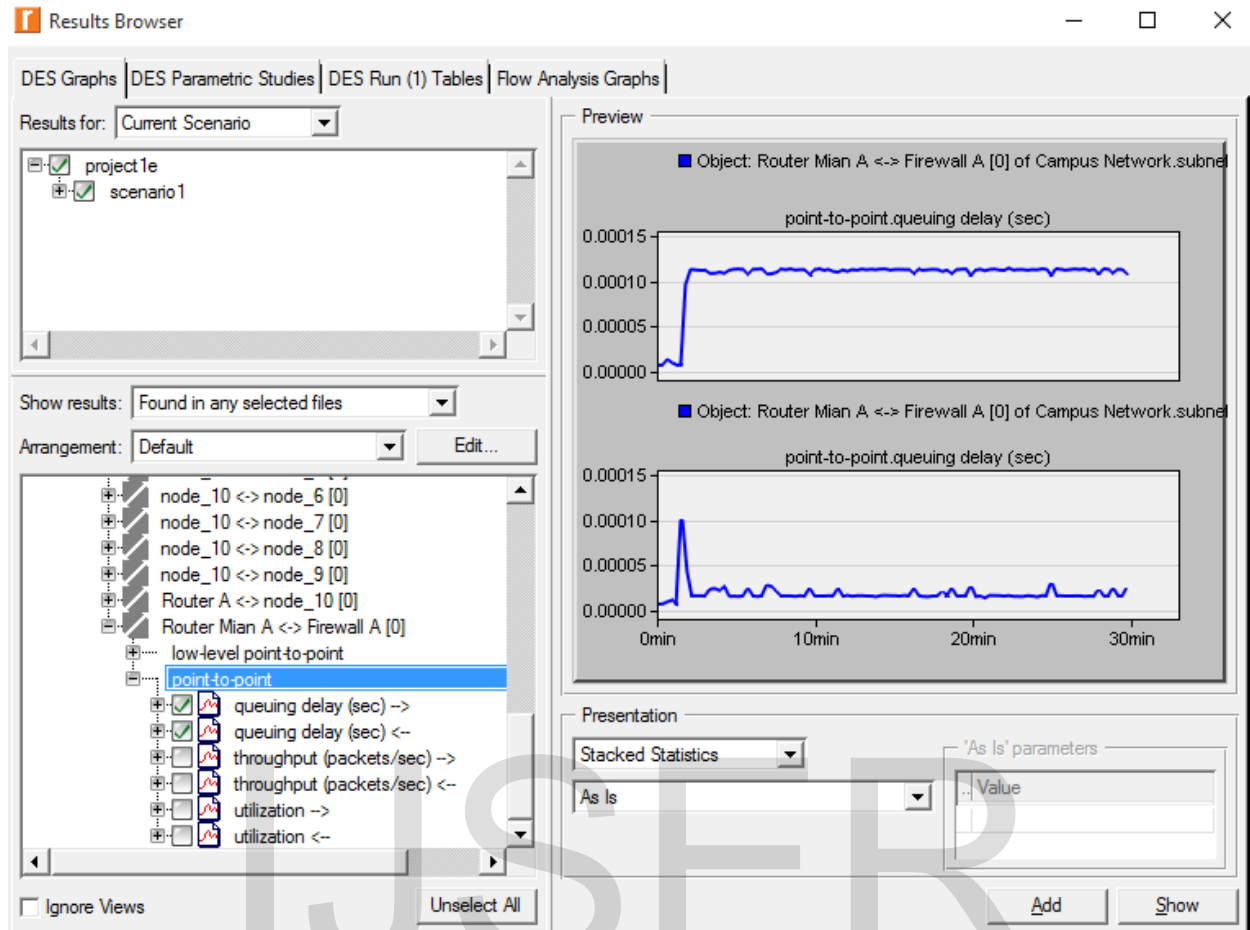 Results Browser
DES Graphs DES Parametric Studies DES Run (1) Tables Flow Analysis Graphs
Results for: Current Scenario
project1e
scenario1
Show results: Found in any selected files
Arrangement: Default Edit...
node_10 <-> node_6 [0]
node_10 <-> node_7 [0]
node_10 <-> node_8 [0]
node_10 <-> node_9 [0]
Router A <-> node_10 [0]
Router Mian A <-> Firewall A [0]
low-level point-to-point
point-to-point
queuing delay (sec) -->
queuing delay (sec) <--
throughput (packets/sec) -->
throughput (packets/sec) <--
utilization -->
utilization <--
Ignore Views Unselect All
Preview
Object: Router Mian A <-> Firewall A [0] of Campus Network.subnet
point-to-point.queuing delay (sec)
0.00015
0.00010
0.00005
0.00000
Object: Router Mian A <-> Firewall A [0] of Campus Network.subnet
point-to-point.queuing delay (sec)
0.00015
0.00010
0.00005
0.00000
0min 10min 20min 30min
Presentation
Stacked Statistics
As Is
'As Is' parameters
.. Value
Add Show
IJSER